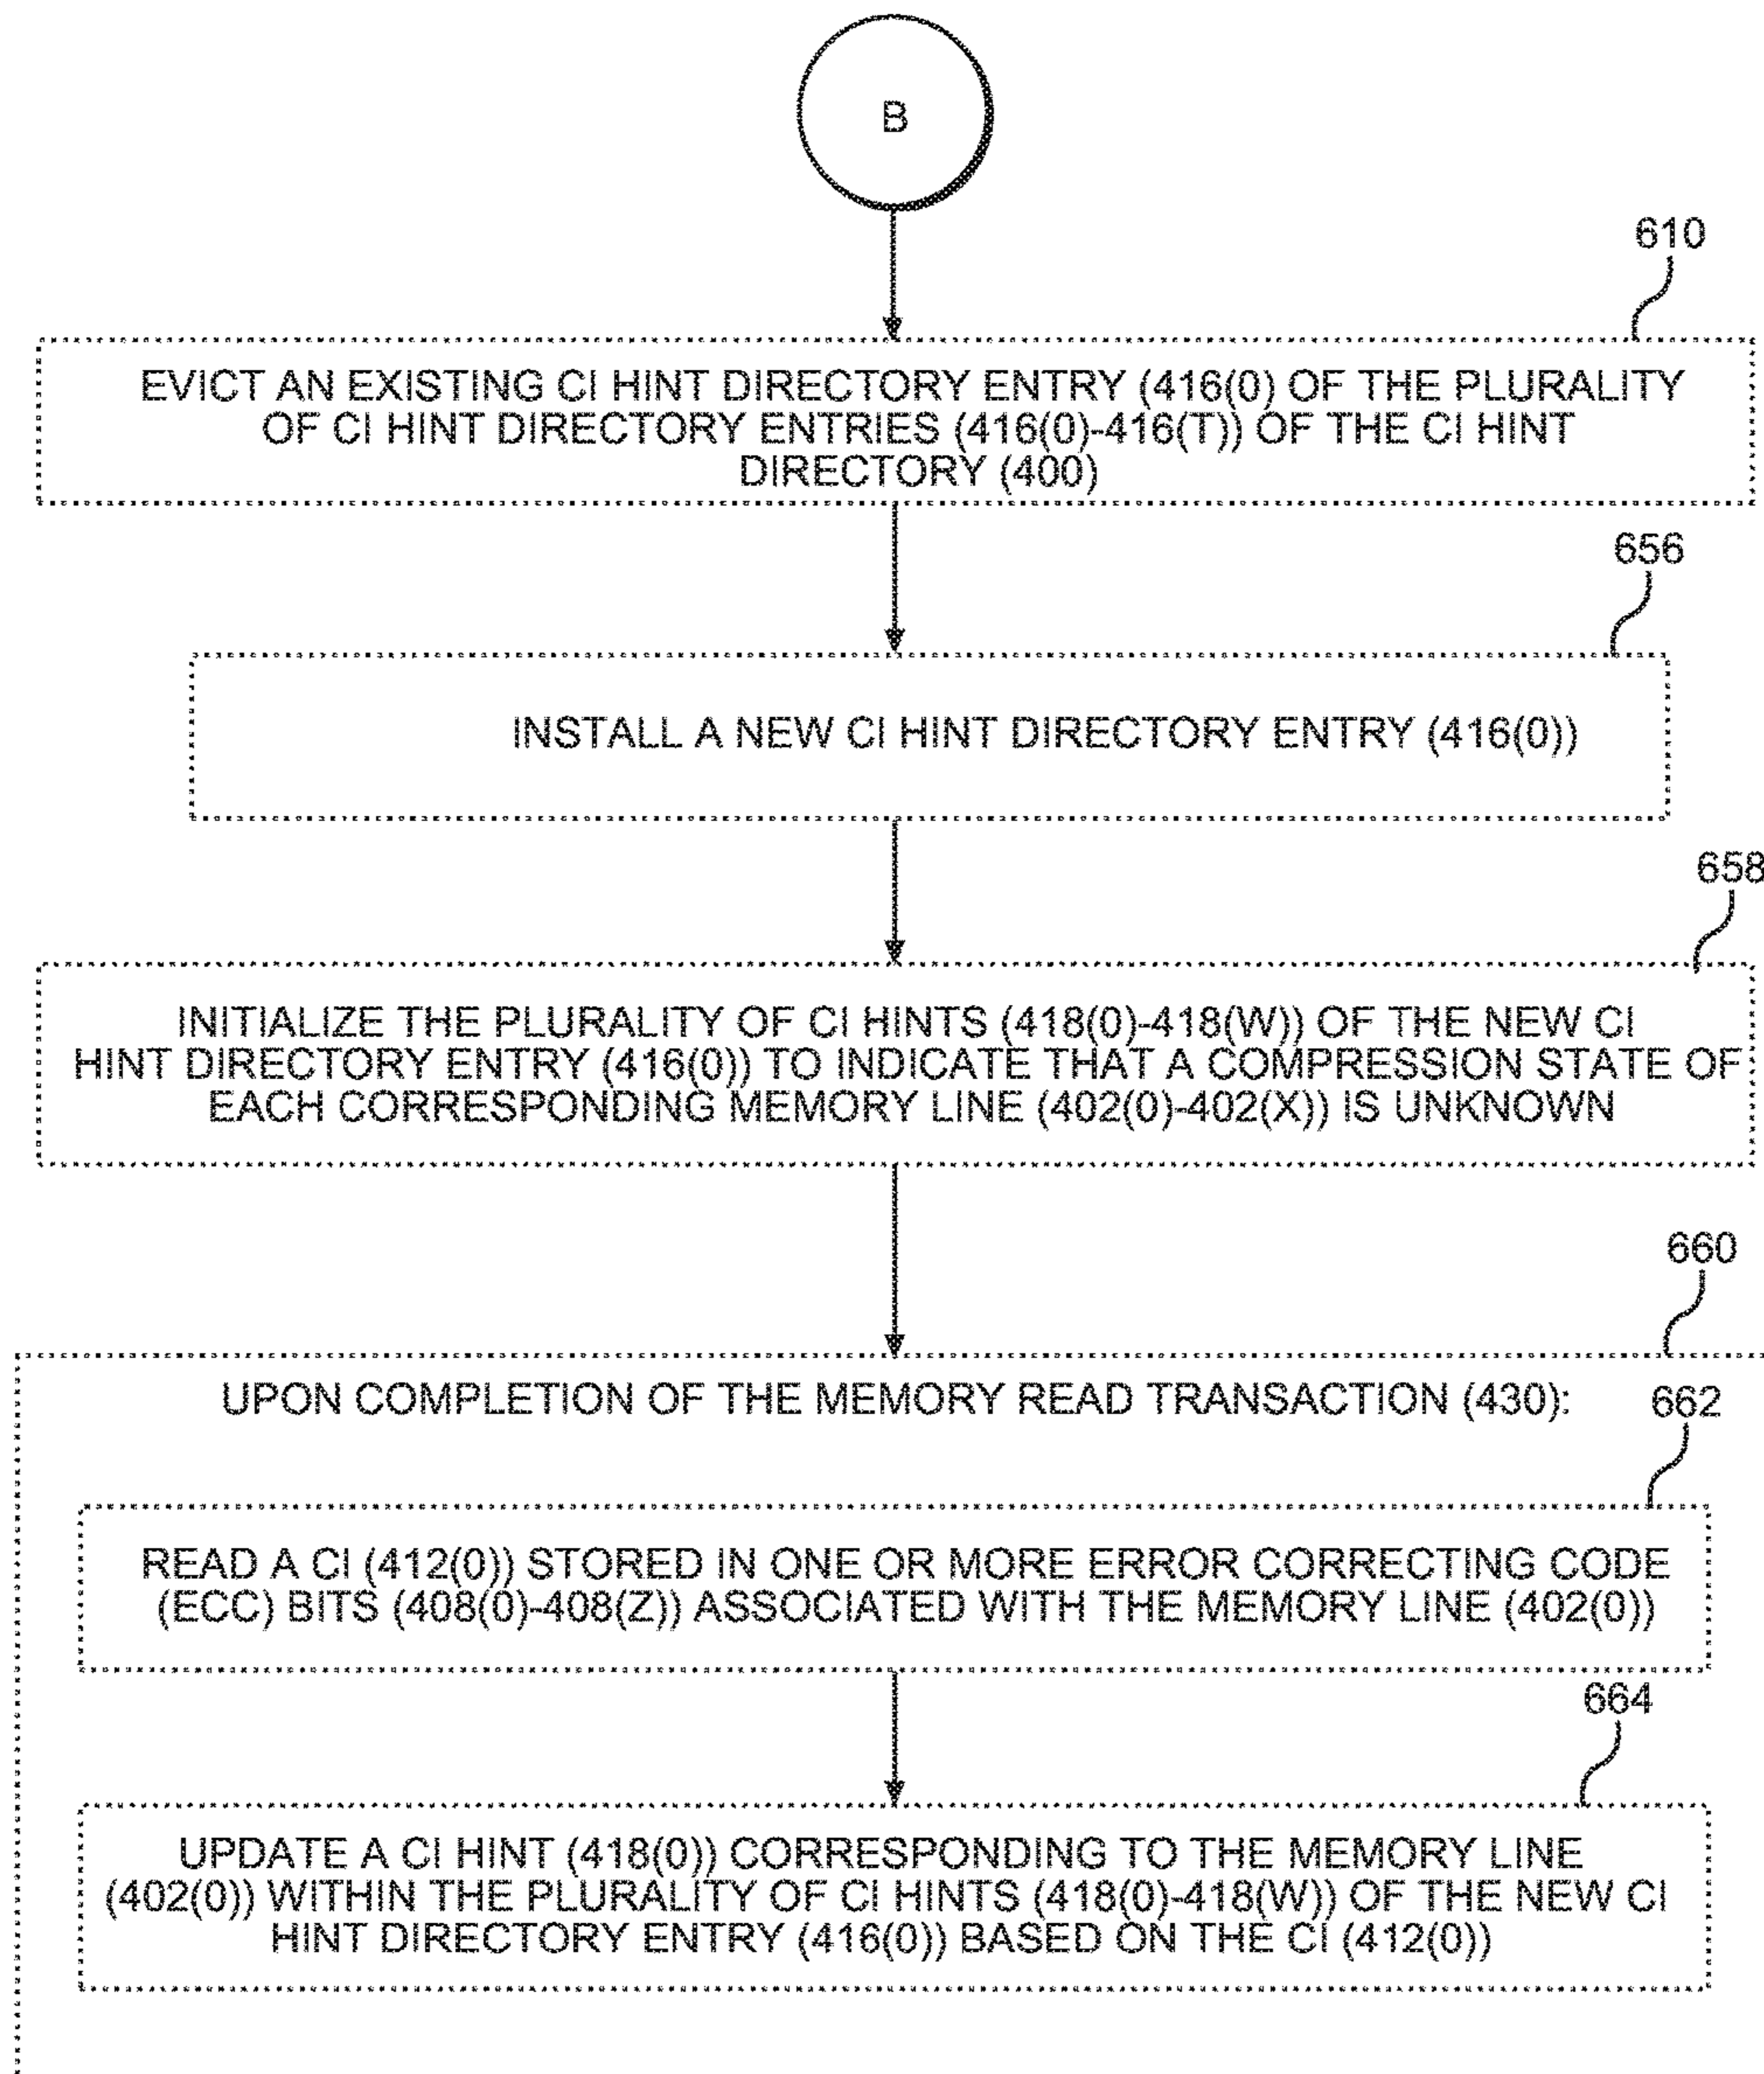 B
610
EVICT AN EXISTING CI HINT DIRECTORY ENTRY (416(0) OF THE PLURALITY
OF CI HINT DIRECTORY ENTRIES (416(0)-416(T)) OF THE CI HINT
DIRECTORY (400)
656
INSTALL A NEW CI HINT DIRECTORY ENTRY (416(0))
658
INITIALIZE THE PLURALITY OF CI HINTS (418(0)-418(W)) OF THE NEW CI
HINT DIRECTORY ENTRY (416(0)) TO INDICATE THAT A COMPRESSION STATE OF
EACH CORRESPONDING MEMORY LINE (402(0)-402(X)) IS UNKNOWN
660
UPON COMPLETION OF THE MEMORY READ TRANSACTION (430):
662
READ A CI (412(0)) STORED IN ONE OR MORE ERROR CORRECTING CODE
(ECC) BITS (408(0)-408(Z)) ASSOCIATED WITH THE MEMORY LINE (402(0))
664
UPDATE A CI HINT (418(0)) CORRESPONDING TO THE MEMORY LINE
(402(0)) WITHIN THE PLURALITY OF CI HINTS (418(0)-418(W)) OF THE NEW CI
HINT DIRECTORY ENTRY (416(0)) BASED ON THE CI (412(0))